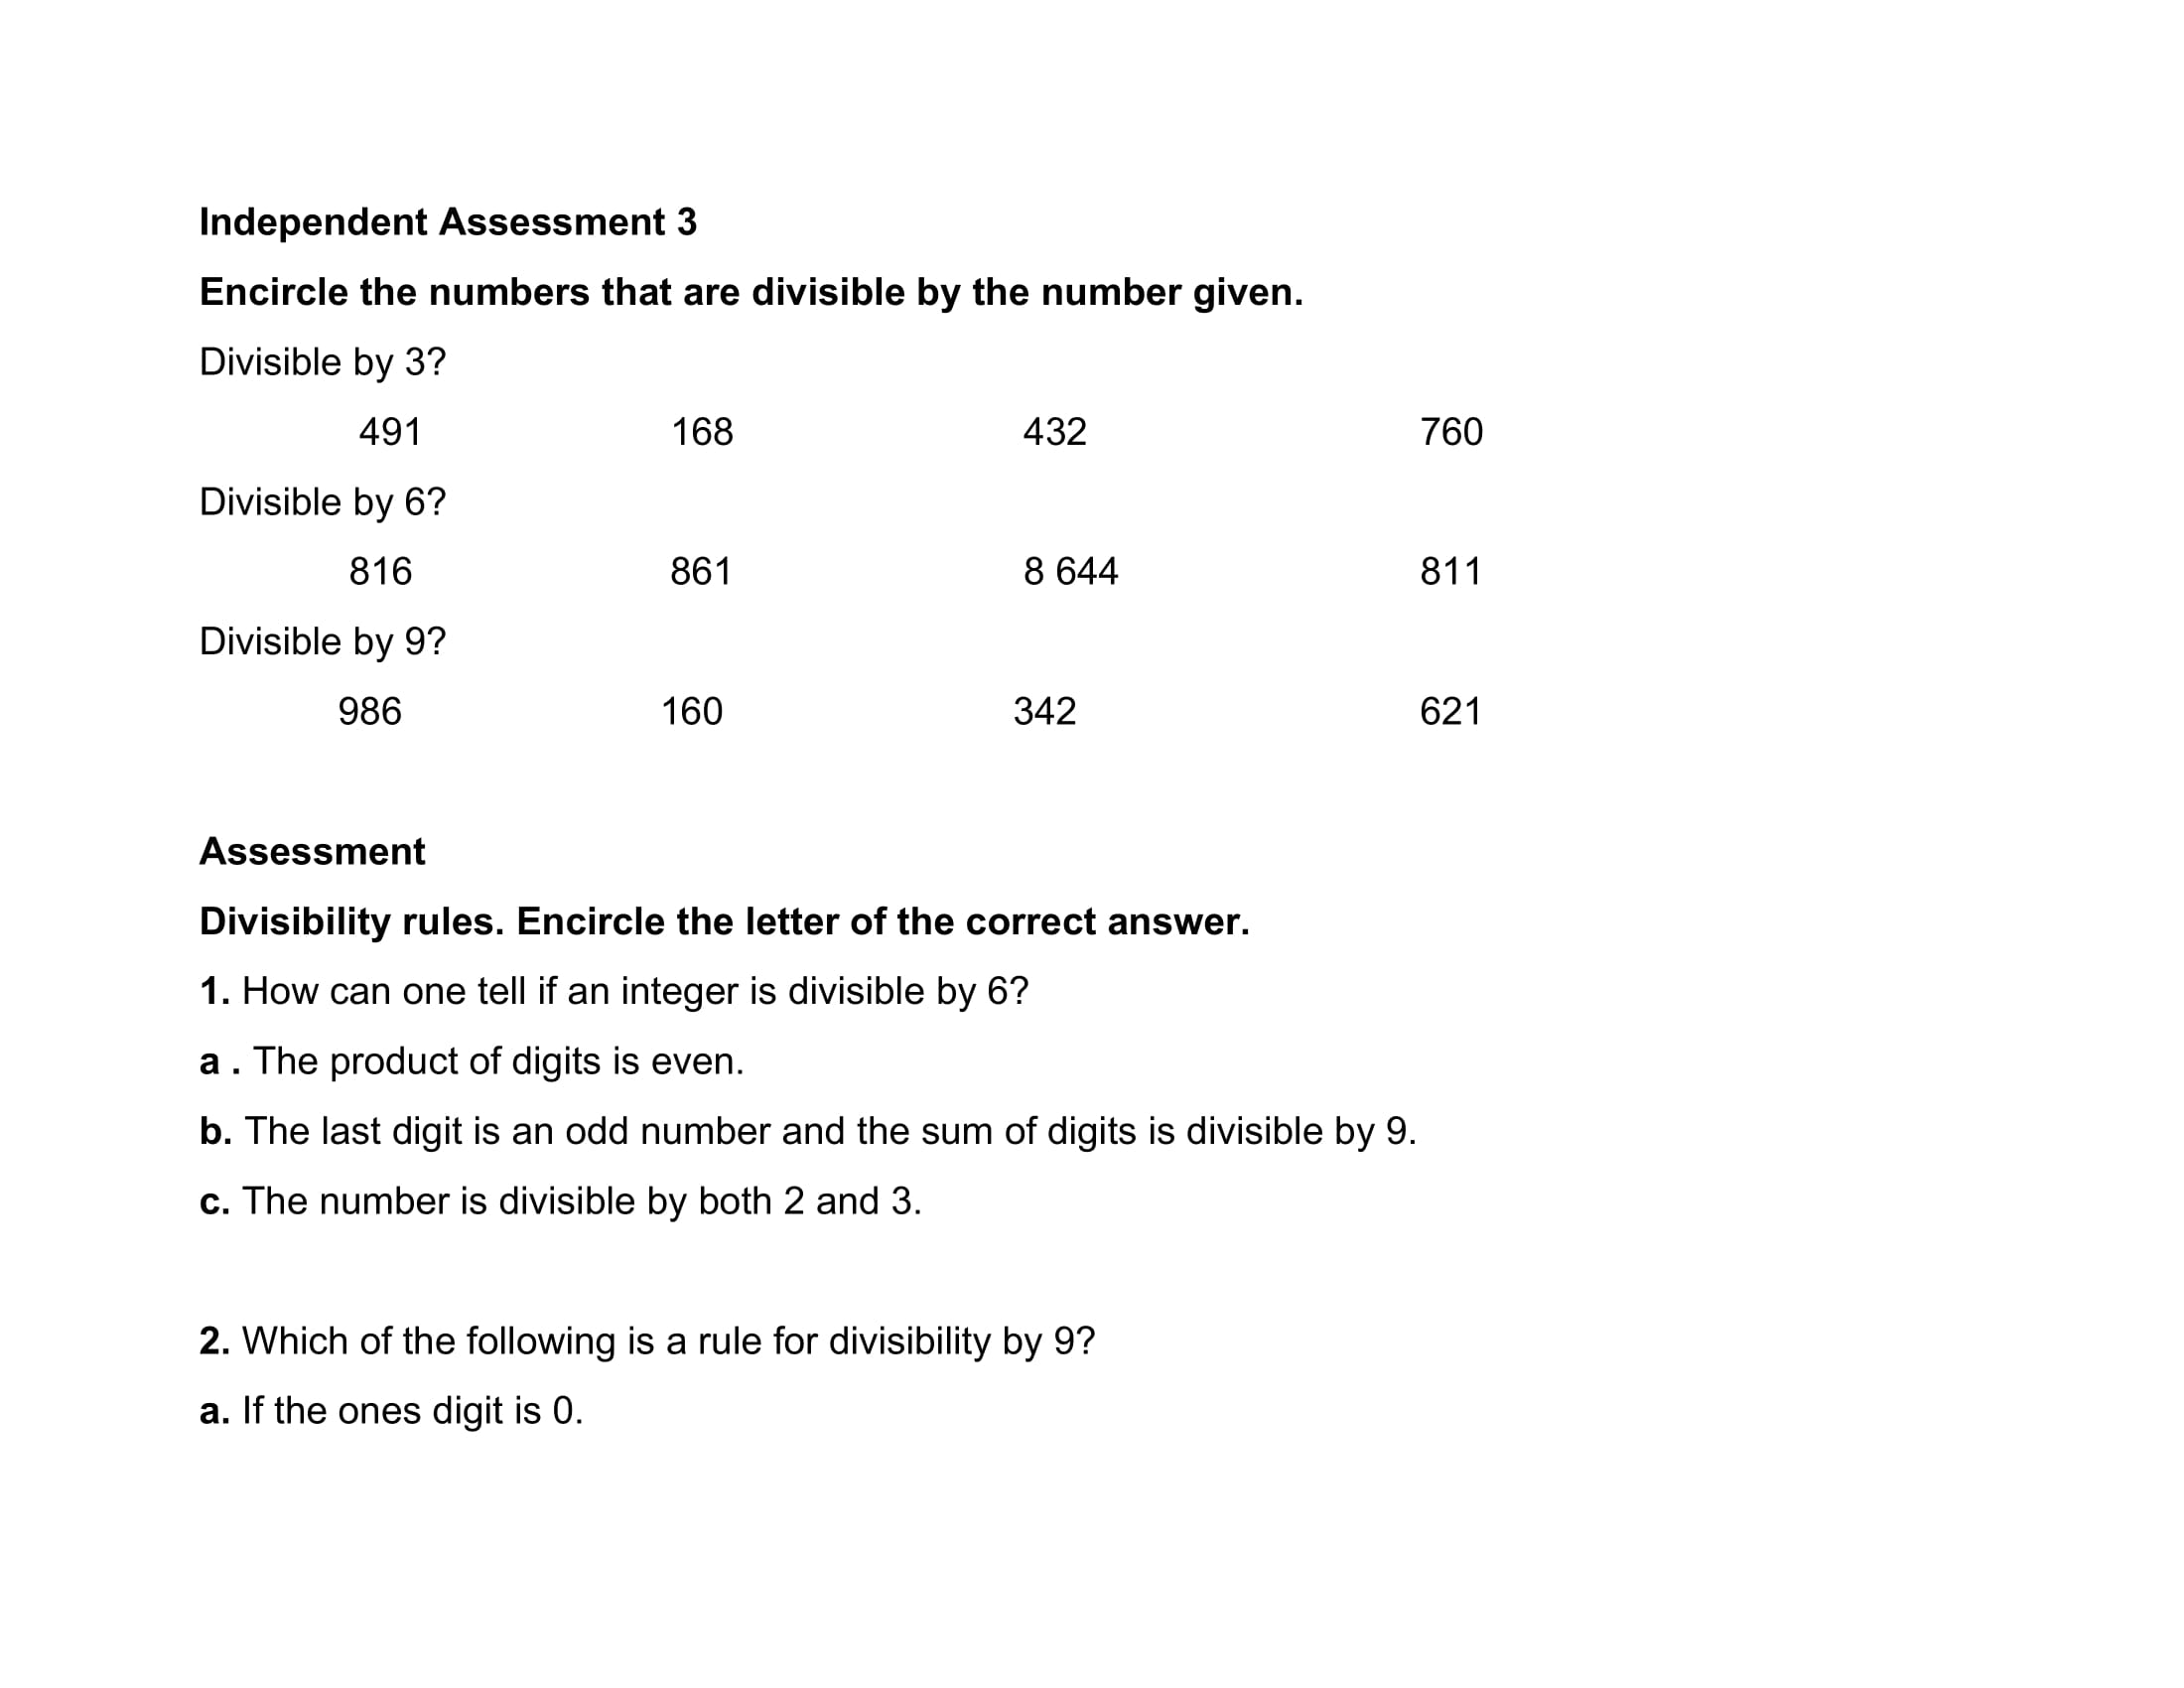 Independent Assessment 3
Encircle the numbers that are divisible by the number given.
Divisible by 3?
491 168 432 760
Divisible by 6?
816 861 8 644 811
Divisible by 9?
986 160 342 621
Assessment
Divisibility rules. Encircle the letter of the correct answer.
1. How can one tell if an integer is divisible by 6?
a . The product of digits is even.
b. The last digit is an odd number and the sum of digits is divisible by 9.
c. The number is divisible by both 2 and 3.
2. Which of the following is a rule for divisibility by 9?
a. If the ones digit is 0.